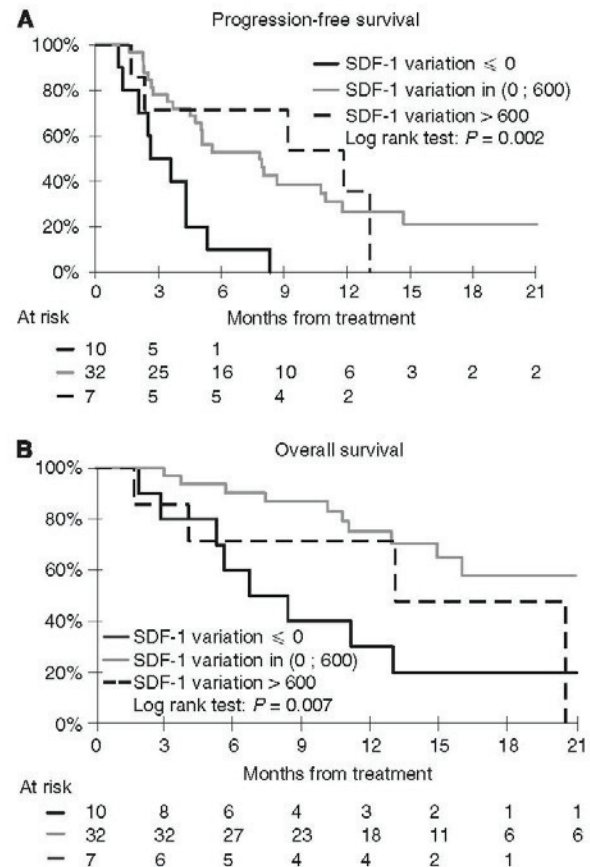 A
Progression-free survival
100%
80%
60%
40%
20%
0%
SDF-1 variation ⩽ 0
SDF-1 variation in (0 ; 600)
SDF-1 variation > 600
Log rank test: P = 0.002
0 3 6 9 12 15 18 21
At risk
Months from treatment
10 5 1
32 25 16 10 6 3 2 2
7 5 5 4 2
B
Overall survival
100%
80%
60%
40%
20%
0%
SDF-1 variation ⩽ 0
SDF-1 variation in (0 ; 600)
SDF-1 variation > 600
Log rank test: P = 0.007
0 3 6 9 12 15 18 21
Months from treatment
At risk
10 8 6 4 3 2 1 1
32 32 27 23 18 11 6 6
7 6 5 4 4 2 1